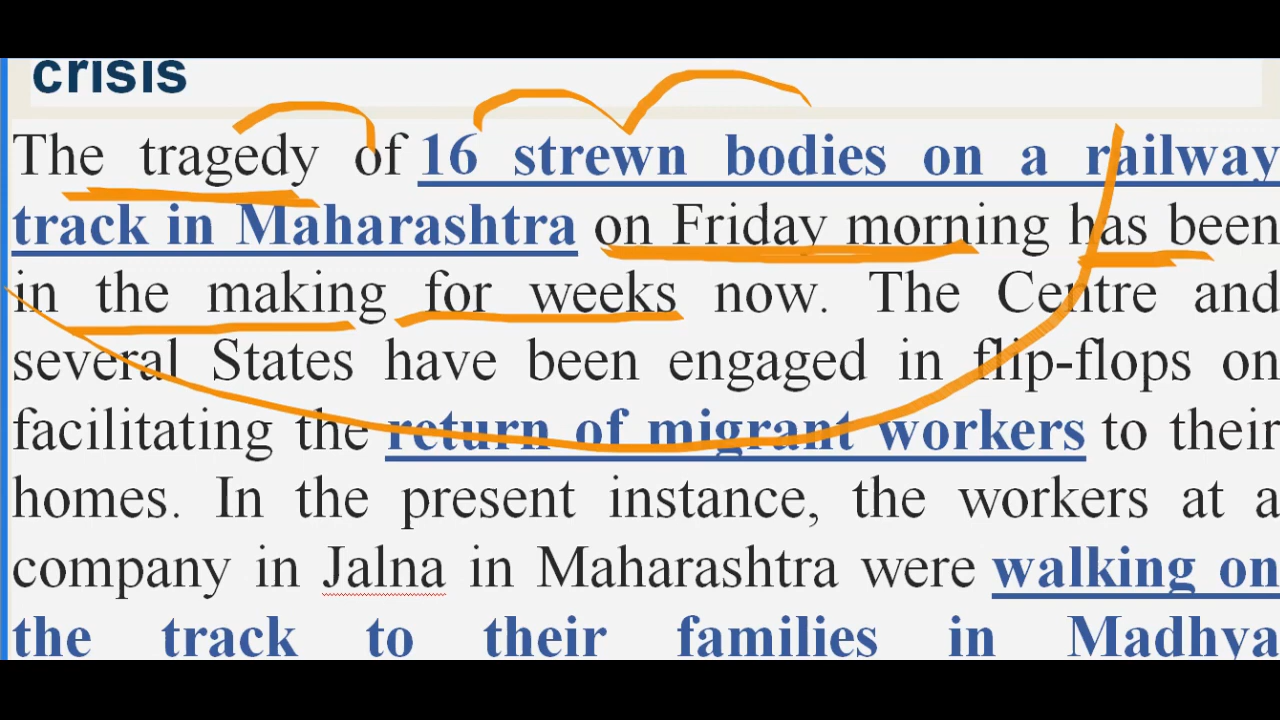 crisis
The tragedy of 16 strewn bodies on a railway
track in Maharashtra on Friday morning has been
in the making for weeks now. The Centre and
several States have been engaged in flip-flops on
facilitating the return of migrant workers to their
homes. In the present instance, the workers at a
company in Jalna in Maharashtra were walking on
the track to their families in Madhya